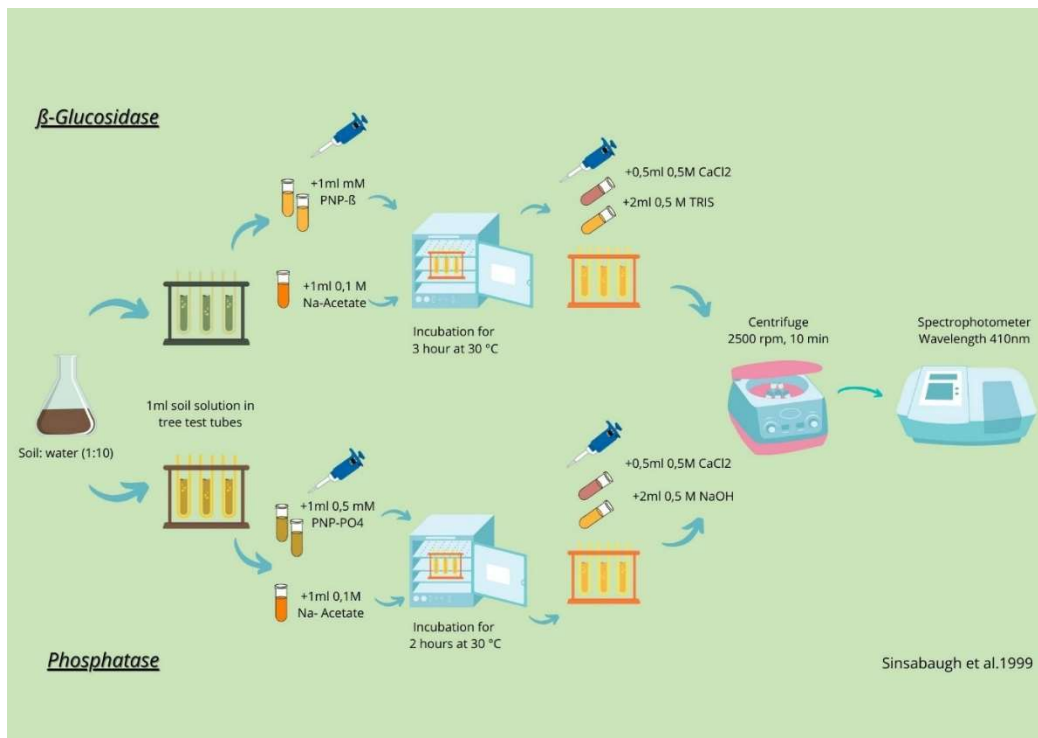 ß-Glucosidase
+1ml mM
PNP-ß
+1ml 0,1 M
Na-Acetate
Incubation for
3 hour at 30 °C
+0,5ml 0,5M CaCl2
+2ml 0,5 M TRIS
Centrifuge
2500 rpm, 10 min
Spectrophotometer
Wavelength 410nm
Soil: water (1:10)
1ml soil solution in
tree test tubes
+1ml 0,5 mM
PNP-PO4
+1ml 0,1M
Na- Acetate
Incubation for
2 hours at 30 °C
+0,5ml 0,5M CaCl2
+2ml 0,5 M NaOH
Phosphatase
Sinsabaugh et al.1999